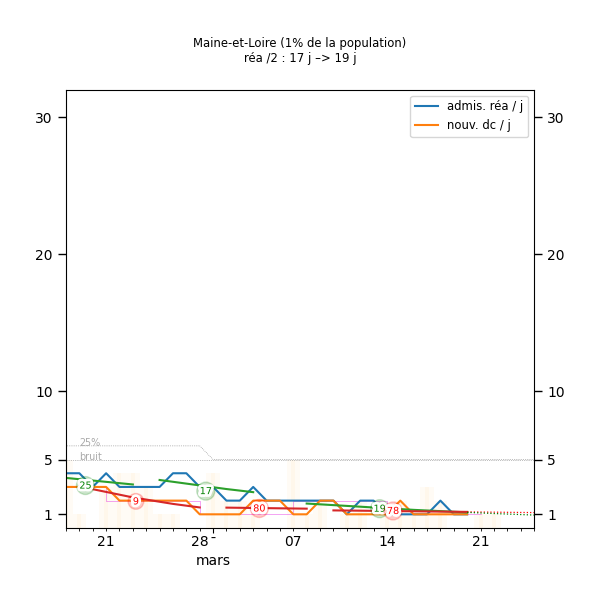 Maine-et-Loire (1% de la population)
réa /2 : 17 j –> 19 j
admis. réa / j
nouv. dc / j
30 30
20 20
10 10
25%
bruit
5 5
25 9 17 80 19 78
1 1
21 28 07 14 21
mars